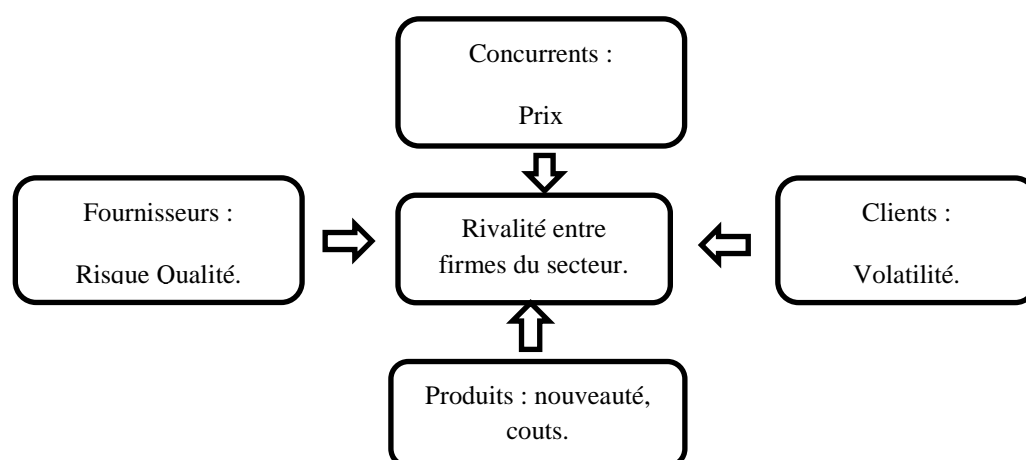 Concurrents :
Prix
Fournisseurs :
Risque Qualité.
Rivalité entre
firmes du secteur.
Clients :
Volatilité.
Produits : nouveauté,
couts.